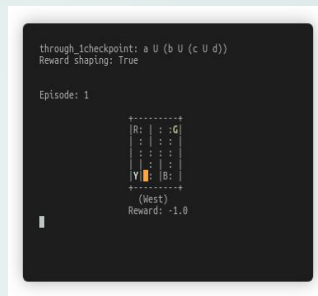 through_1checkpoint: a U (b U (c U d))
Reward shaping: True
Episode: 1
+---------+
|R: | : :G|
| : | : : |
| : : : : |
| | : | : |
|Y| : |B: |
+---------+
(West)
Reward: -1.0